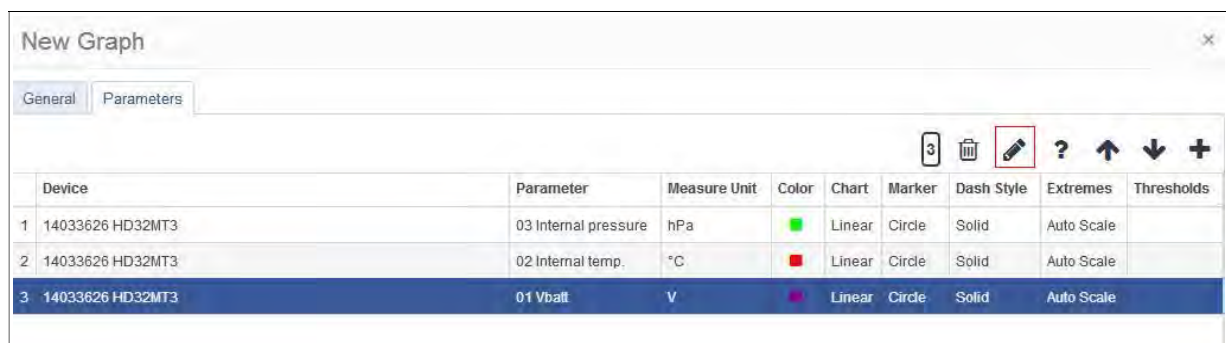 New Graph ×
General Parameters
3 ?
Device Parameter Measure Unit Color Chart Marker Dash Style Extremes Thresholds
1 14033626 HD32MT3 03 Internal pressure hPa Linear Circle Solid Auto Scale
2 14033626 HD32MT3 02 Internal temp. °C Linear Circle Solid Auto Scale
3 14033626 HD32MT3 01 Vbatt V Linear Circle Solid Auto Scale